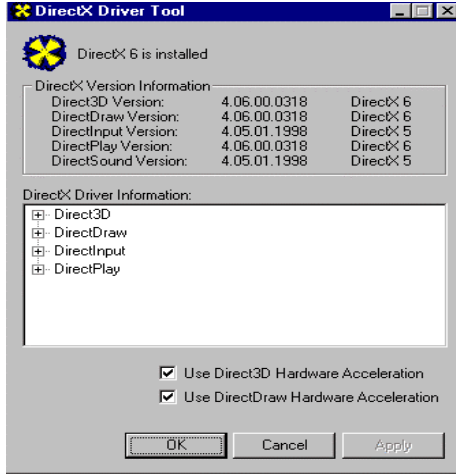 DirectX Driver Tool
DirectX 6 is installed
DirectX Version Information
Direct3D Version: 4.06.00.0318 DirectX 6
DirectDraw Version: 4.06.00.0318 DirectX 6
DirectInput Version: 4.05.01.1998 DirectX 5
DirectPlay Version: 4.06.00.0318 DirectX 6
DirectSound Version: 4.05.01.1998 DirectX 5
DirectX Driver Information:
Direct3D
DirectDraw
DirectInput
DirectPlay
Use Direct3D Hardware Acceleration
Use DirectDraw Hardware Acceleration
OK Cancel Apply